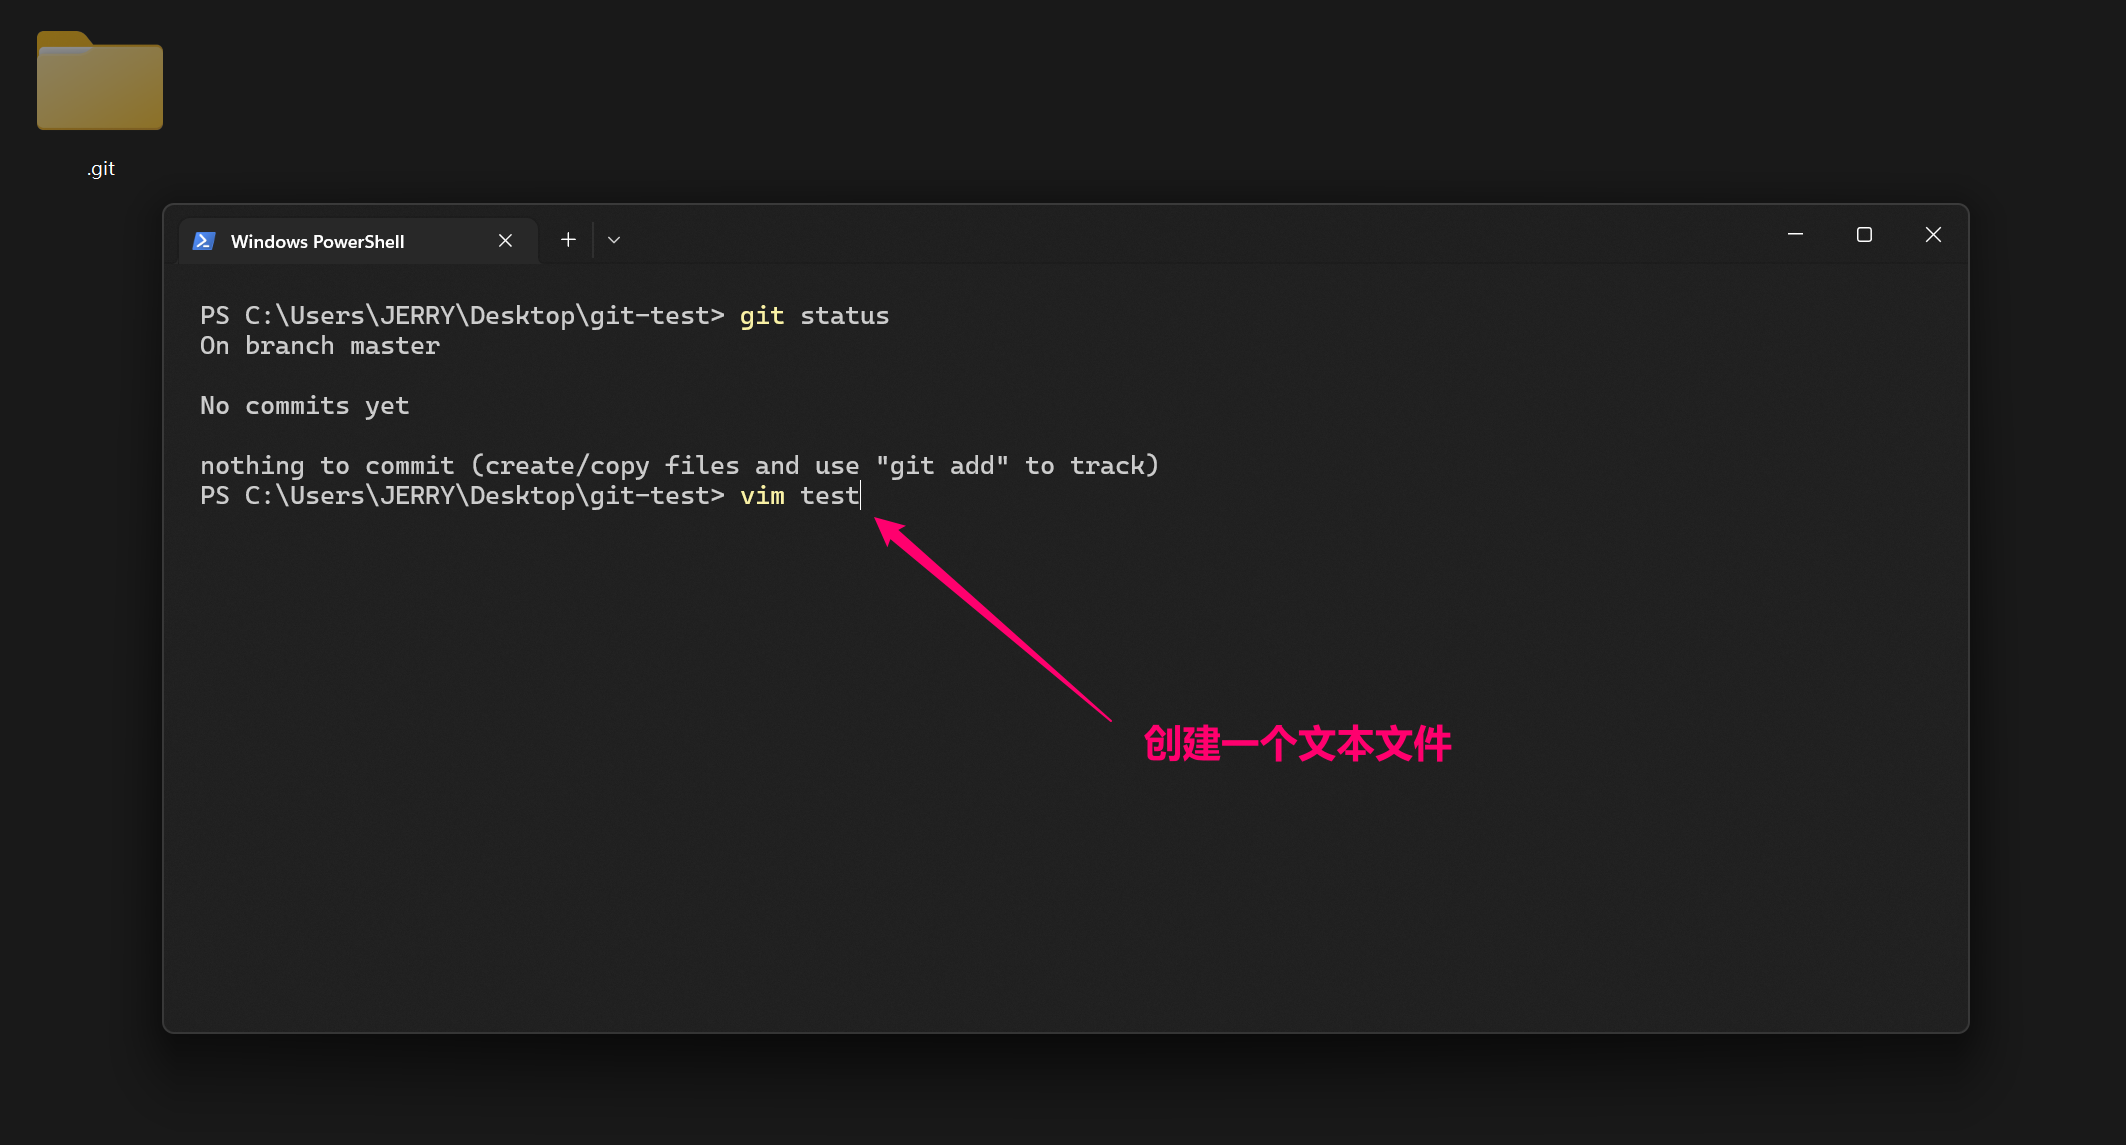 .git
Windows PowerShell
PS C:\Users\JERRY\Desktop\git-test> git status
On branch master
No commits yet
nothing to commit (create/copy files and use "git add" to track)
PS C:\Users\JERRY\Desktop\git-test> vim test
创建一个文本文件